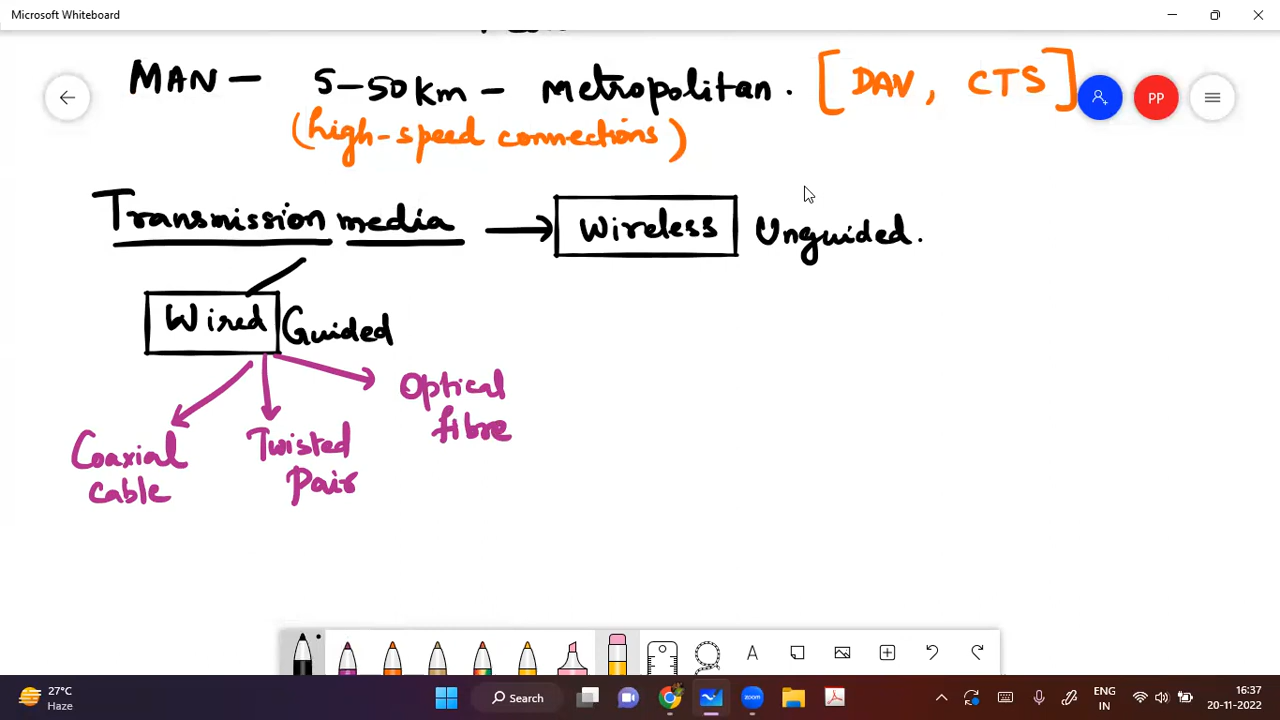 Microsoft Whiteboard
MAN – 5–50km – metropolitan. [DAV, CTS]
PP
(high-speed connections)
Transmission media → Wireless Unguided.
Wired Guided
Optical
fibre
Coaxial
cable
Twisted
Pair
A
27°C
Haze
Search
zoom
ENG
IN
16:37
20-11-2022